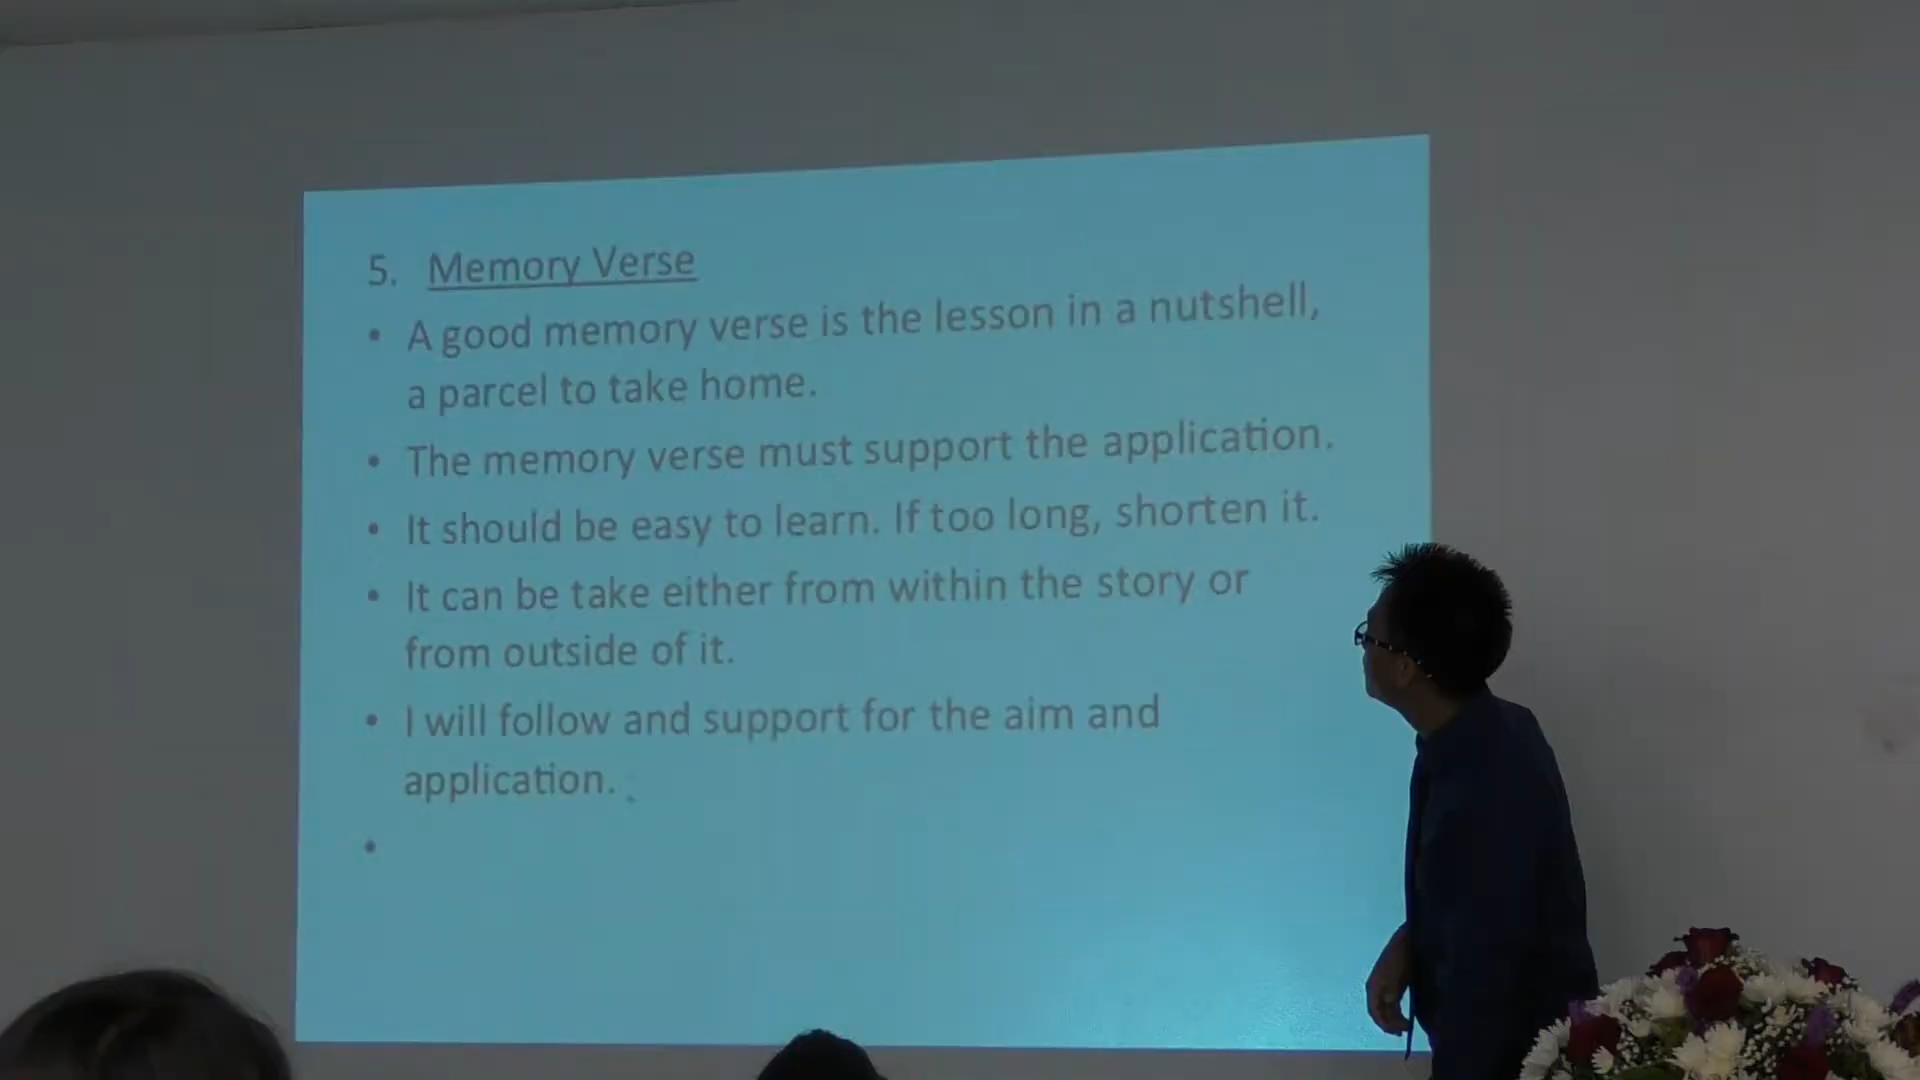 5. Memory Verse
• A good memory verse is the lesson in a nutshell,
a parcel to take home.
• The memory verse must support the application.
• It should be easy to learn. If too long, shorten it.
• It can be take either from within the story or
from outside of it.
• I will follow and support for the aim and
application.
•